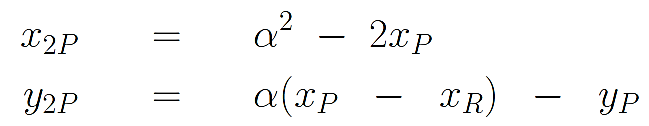 x_{2P} = α^2 − 2x_P
y_{2P} = α(x_P − x_R) − y_P